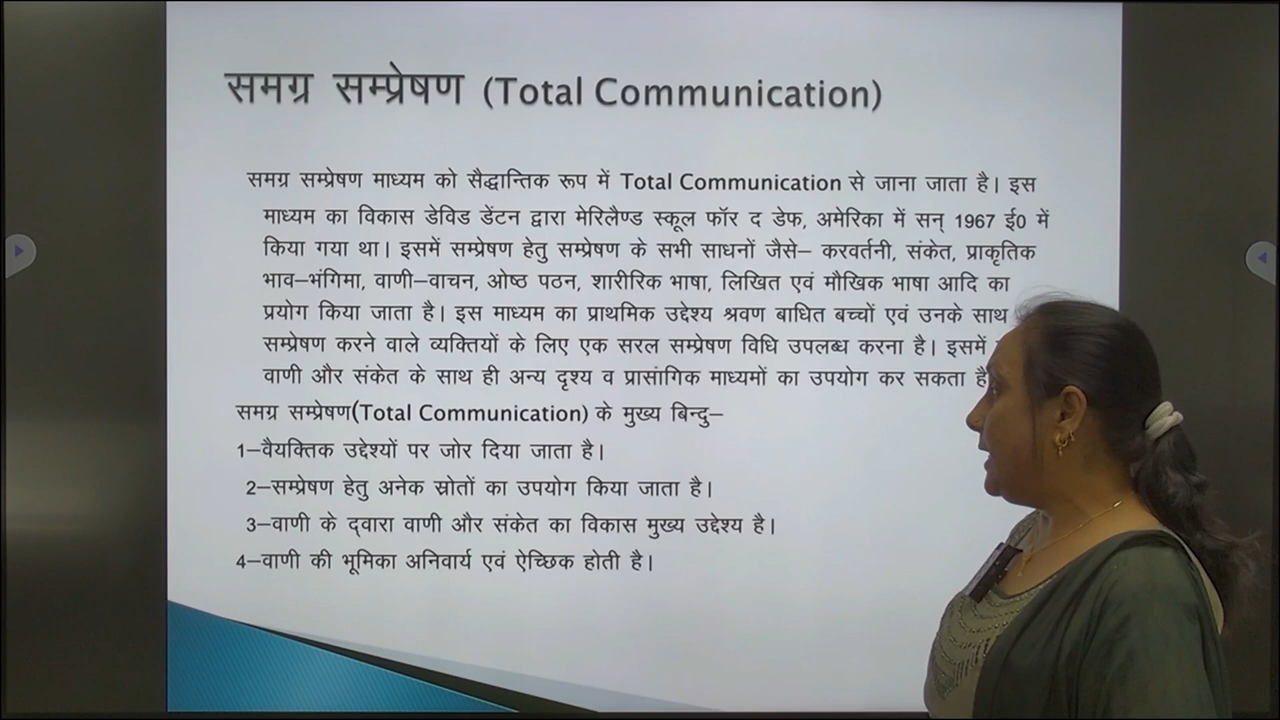 समग्र सम्प्रेषण (Total Communication)
समग्र सम्प्रेषण माध्यम को सैद्धान्तिक रूप में Total Communication से जाना जाता है। इस
माध्यम का विकास डेविड डेंटन द्वारा मेरिलैण्ड स्कूल फॉर द डेफ, अमेरिका में सन् 1967 ई0 में
किया गया था। इसमें सम्प्रेषण हेतु सम्प्रेषण के सभी साधनों जैसे– करवर्तनी, संकेत, प्राकृतिक
भाव–भंगिमा, वाणी–वाचन, ओष्ठ पठन, शारीरिक भाषा, लिखित एवं मौखिक भाषा आदि का
प्रयोग किया जाता है। इस माध्यम का प्राथमिक उद्देश्य श्रवण बाधित बच्चों एवं उनके साथ
सम्प्रेषण करने वाले व्यक्तियों के लिए एक सरल सम्प्रेषण विधि उपलब्ध करना है। इसमें
वाणी और संकेत के साथ ही अन्य दृश्य व प्रासांगिक माध्यमों का उपयोग कर सकता है
समग्र सम्प्रेषण(Total Communication) के मुख्य बिन्दु–
1–वैयक्तिक उद्देश्यों पर जोर दिया जाता है।
2–सम्प्रेषण हेतु अनेक स्रोतों का उपयोग किया जाता है।
3–वाणी के द्वारा वाणी और संकेत का विकास मुख्य उद्देश्य है।
4–वाणी की भूमिका अनिवार्य एवं ऐच्छिक होती है।